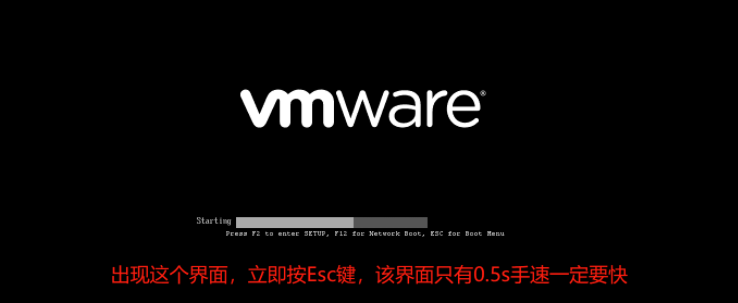 vmware®
Starting
Press F2 to enter SETUP, F12 for Network Boot, ESC for Boot Menu
出现这个界面，立即按Esc键，该界面只有0.5s手速一定要快